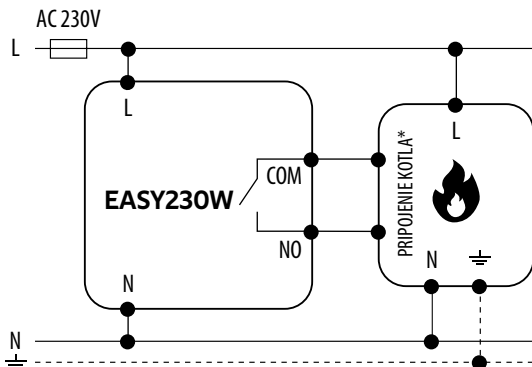 AC 230V
L
L
L
COM
EASY230W
PRIPOJENIE KOTLA*
NO
N
N
N